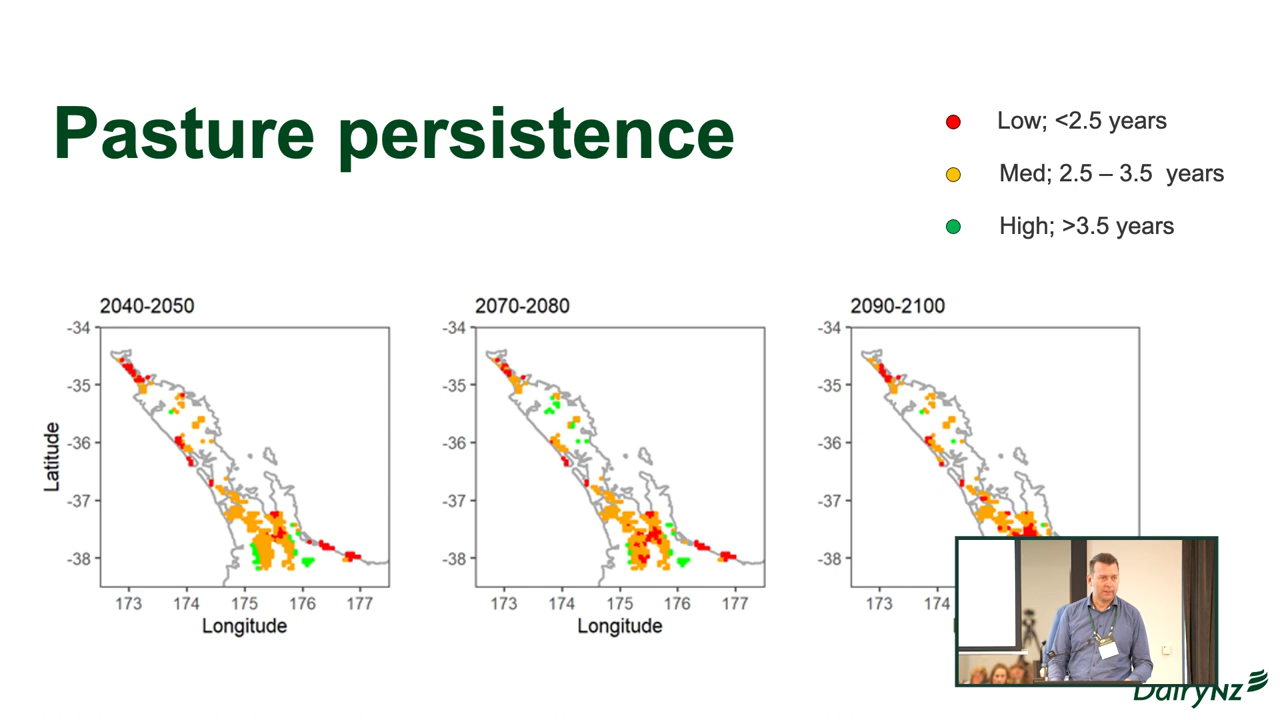 Pasture persistence
Low; <2.5 years
Med; 2.5 – 3.5  years
High; >3.5 years
2040-2050
2070-2080
2090-2100
Latitude
-34
-35
-36
-37
-38
173 174 175 176 177
Longitude
-34
-35
-36
-37
-38
173 174 175 176 177
Longitude
-34
-35
-36
-37
-38
173 174
DairyNZ